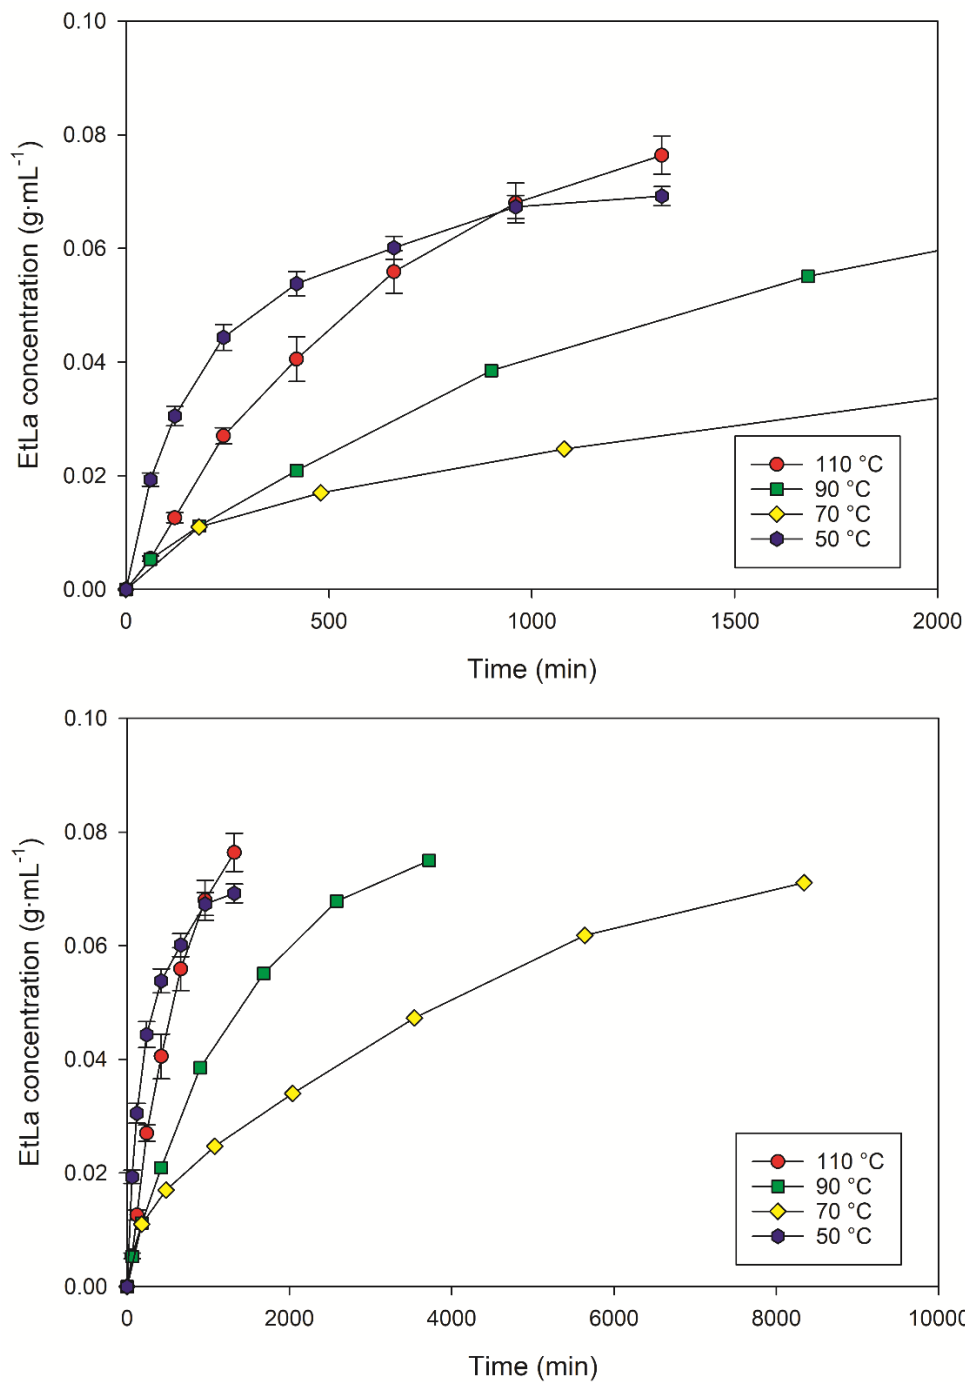 0.10
0.08
0.06
0.04
0.02
0.00
EtLa concentration (g·mL⁻¹)
110 °C
90 °C
70 °C
50 °C
0 500 1000 1500 2000
Time (min)
0.10
0.08
0.06
0.04
0.02
0.00
EtLa concentration (g·mL⁻¹)
110 °C
90 °C
70 °C
50 °C
0 2000 4000 6000 8000 10000
Time (min)